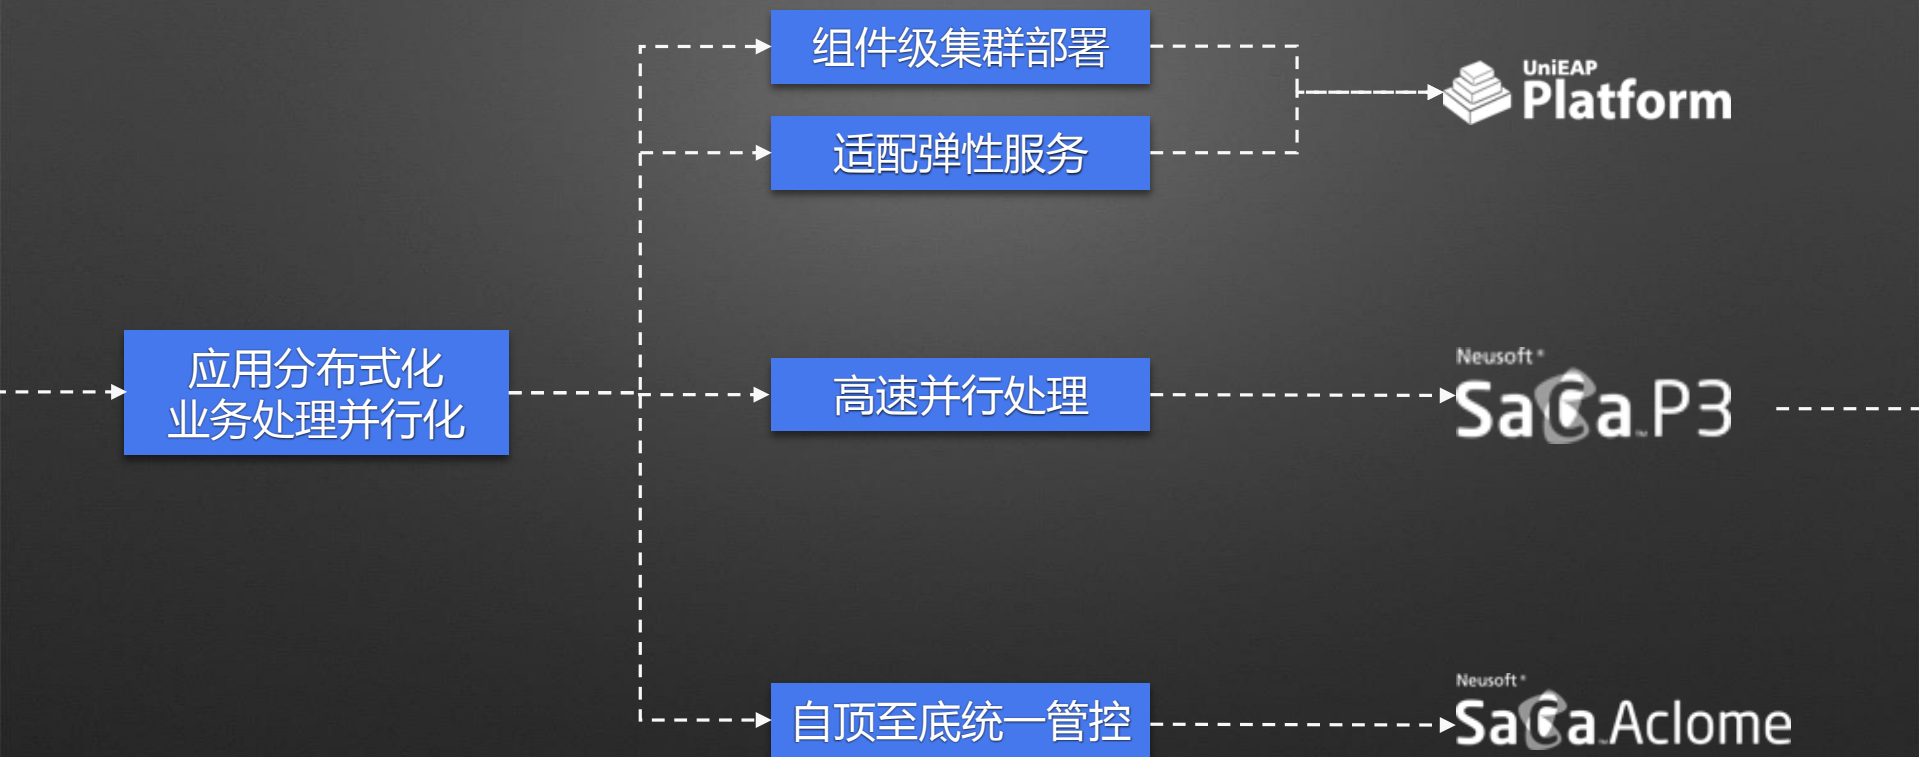 组件级集群部署
适配弹性服务
UniEAP
Platform
应用分布式化
业务处理并行化
高速并行处理
Neusoft®
SaCa™ P3
自顶至底统一管控
Neusoft®
SaCa™ Aclome